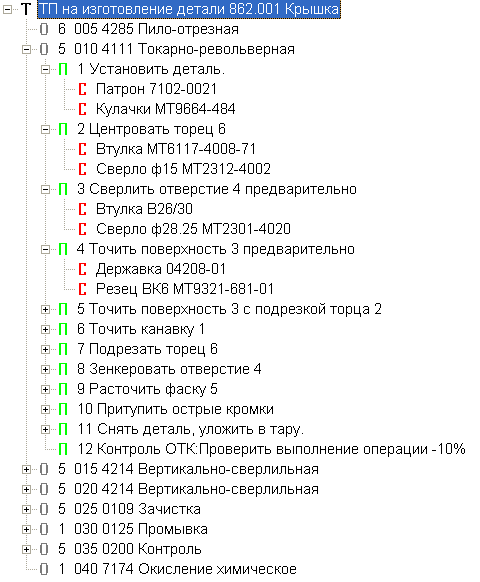 Т ТП на изготовление детали 862.001 Крышка
О 6 005 4285 Пило-отрезная
О 5 010 4111 Токарно-револьверная
П 1 Установить деталь.
С Патрон 7102-0021
С Кулачки МТ9664-484
П 2 Центровать торец 6
С Втулка МТ6117-4008-71
С Сверло ф15 МТ2312-4002
П 3 Сверлить отверстие 4 предварительно
С Втулка В26/30
С Сверло ф28.25 МТ2301-4020
П 4 Точить поверхность 3 предварительно
С Державка 04208-01
С Резец ВК6 МТ9321-681-01
П 5 Точить поверхность 3 с подрезкой торца 2
П 6 Точить канавку 1
П 7 Подрезать торец 6
П 8 Зенкеровать отверстие 4
П 9 Расточить фаску 5
П 10 Притупить острые кромки
П 11 Снять деталь, уложить в тару.
П 12 Контроль ОТК:Проверить выполнение операции -10%
О 5 015 4214 Вертикально-сверлильная
О 5 020 4214 Вертикально-сверлильная
О 5 025 0109 Зачистка
О 1 030 0125 Промывка
О 5 035 0200 Контроль
О 1 040 7174 Окисление химическое